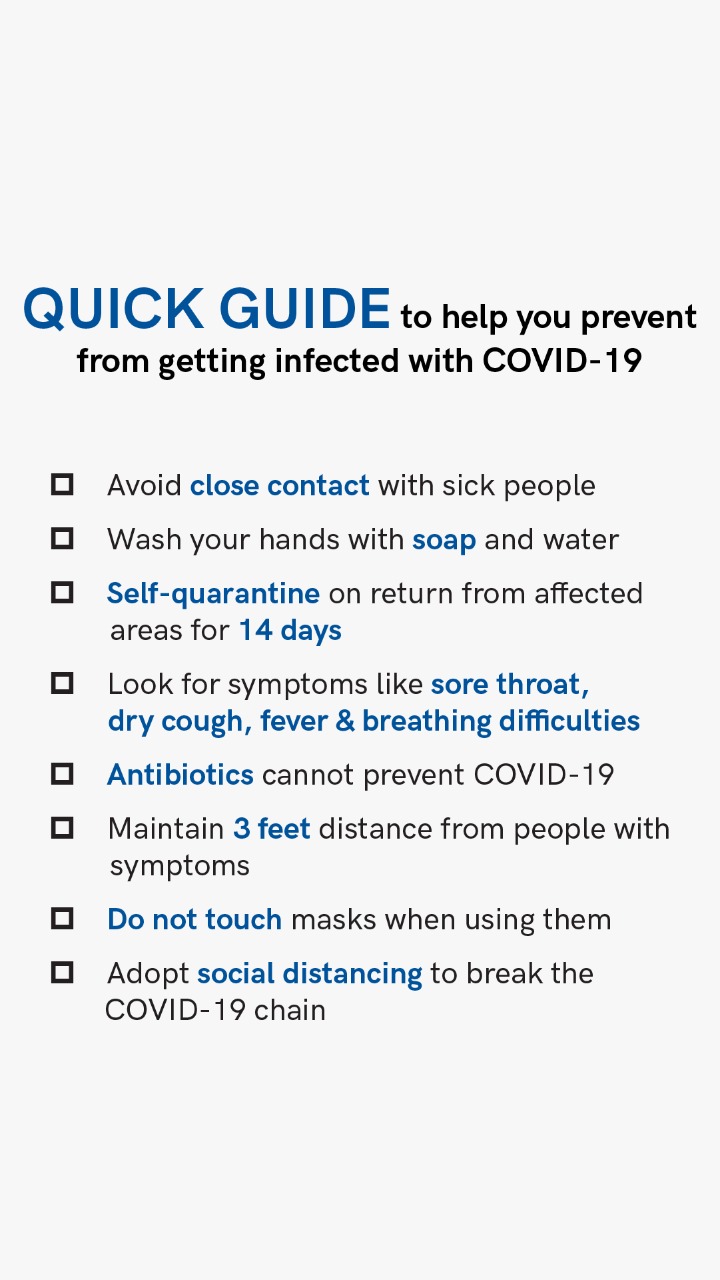 QUICK GUIDE to help you prevent
from getting infected with COVID-19
Avoid close contact with sick people
Wash your hands with soap and water
Self-quarantine on return from affected
areas for 14 days
Look for symptoms like sore throat,
dry cough, fever & breathing difficulties
Antibiotics cannot prevent COVID-19
Maintain 3 feet distance from people with
symptoms
Do not touch masks when using them
Adopt social distancing to break the
COVID-19 chain